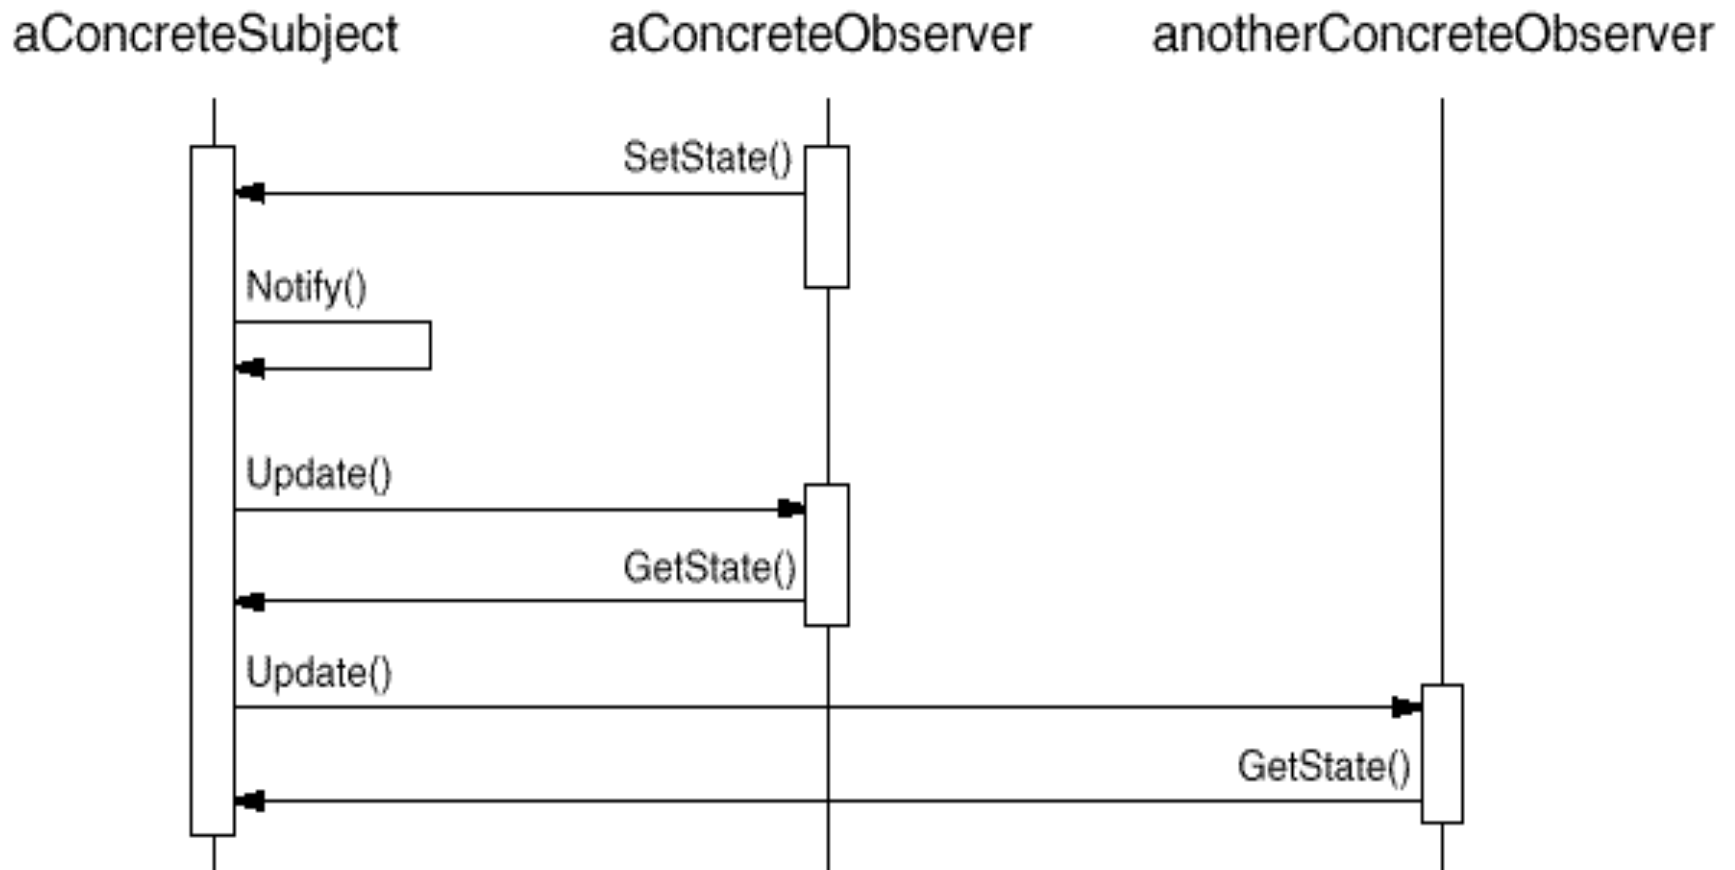 aConcreteSubject aConcreteObserver anotherConcreteObserver
SetState()
Notify()
Update()
GetState()
Update()
GetState()